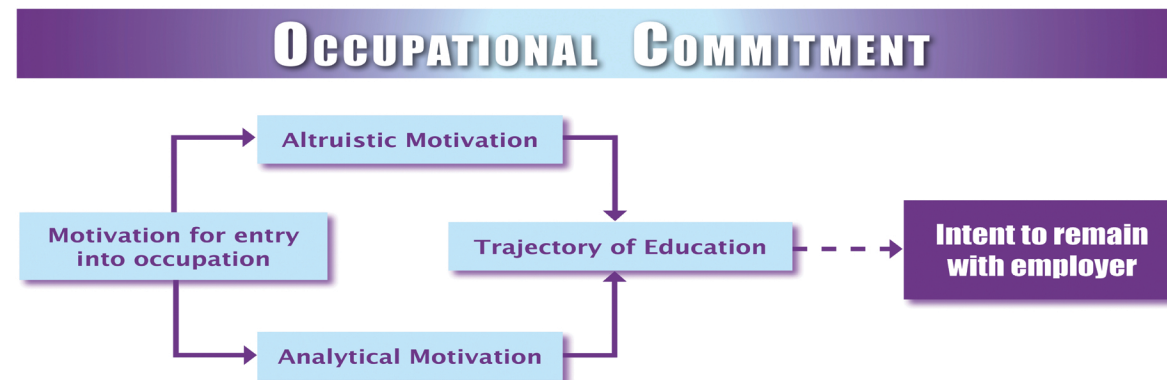 OCCUPATIONAL COMMITMENT
Altruistic Motivation
Motivation for entry
into occupation
Trajectory of Education
Intent to remain
with employer
Analytical Motivation